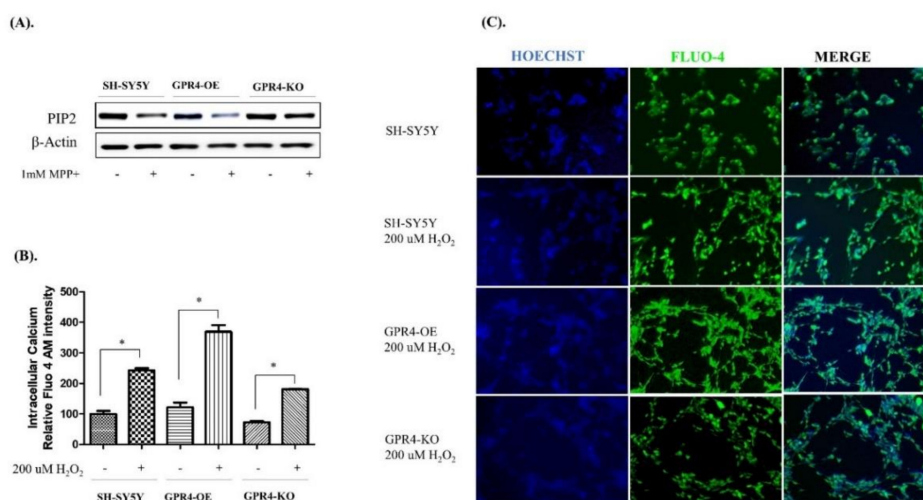 (A).
SH-SY5Y GPR4-OE GPR4-KO
PIP2
β-Actin
1mM MPP+ - + - + - +
(B).
Intracellular Calcium
Relative Fluo 4 AM intensity
500
400
300
200
100
0
* * *
200 uM H₂O₂ - + - + - +
SH-SY5Y GPR4-OE GPR4-KO
(C).
HOECHST FLUO-4 MERGE
SH-SY5Y
SH-SY5Y
200 uM H₂O₂
GPR4-OE
200 uM H₂O₂
GPR4-KO
200 uM H₂O₂